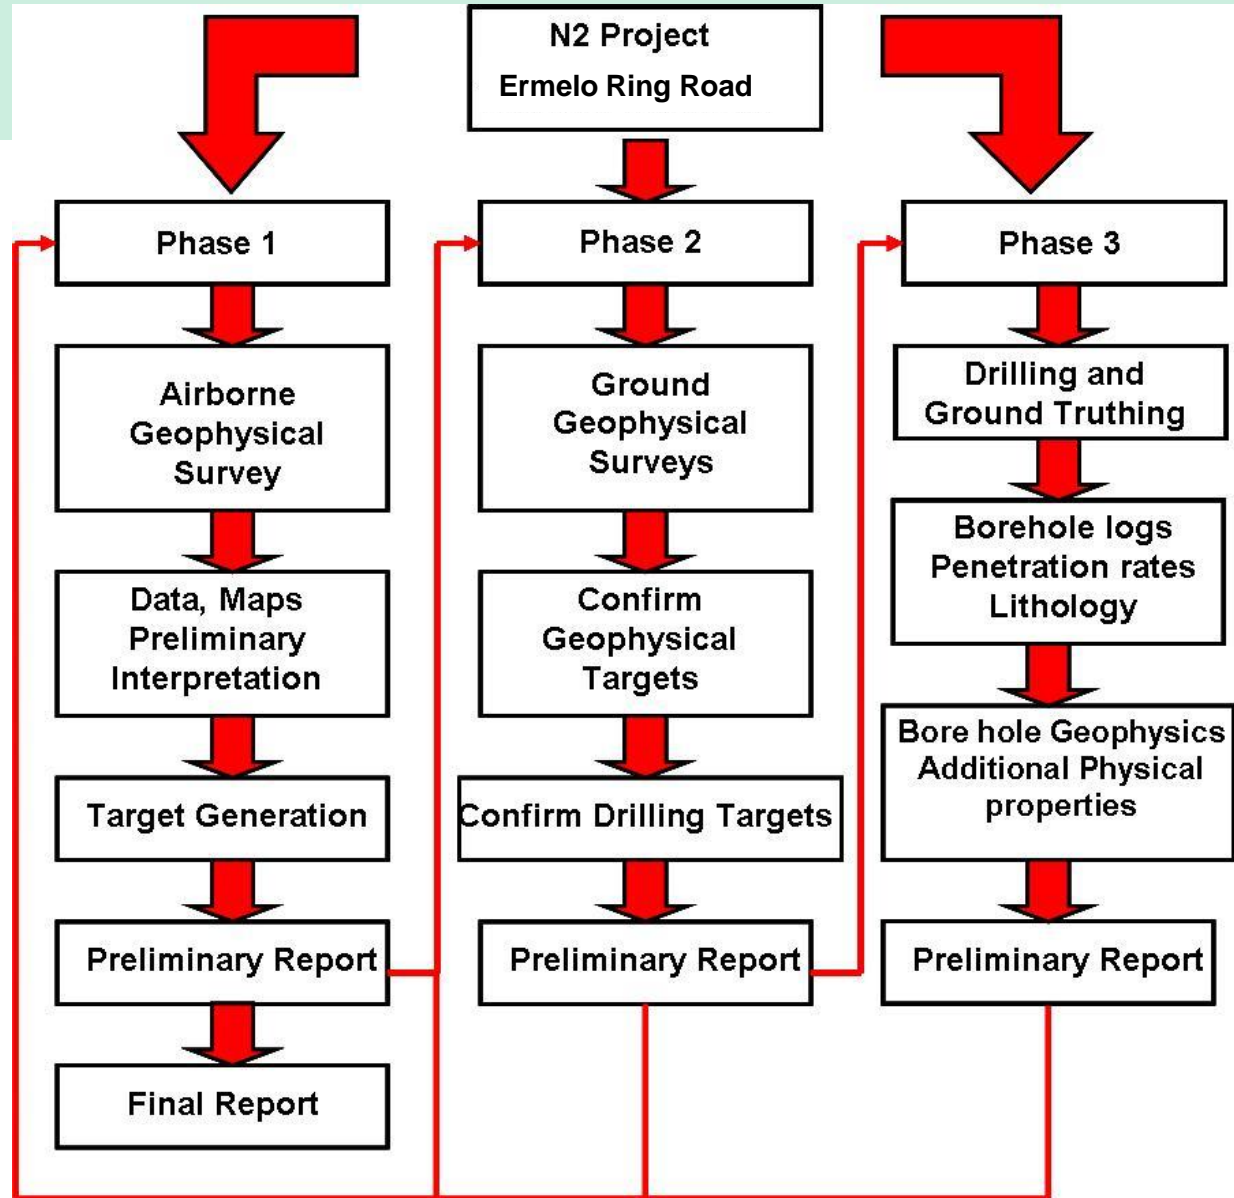 N2 Project
Ermelo Ring Road
Phase 1
Airborne
Geophysical
Survey
Data, Maps
Preliminary
Interpretation
Target Generation
Preliminary Report
Final Report
Phase 2
Ground
Geophysical
Surveys
Confirm
Geophysical
Targets
Confirm Drilling Targets
Preliminary Report
Phase 3
Drilling and
Ground Truthing
Borehole logs
Penetration rates
Lithology
Bore hole Geophysics
Additional Physical
properties
Preliminary Report